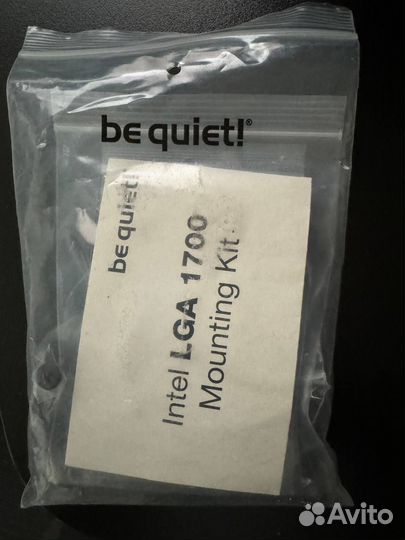 be quiet!®
be quiet!
Intel LGA 1700
Mounting Kit
Avito